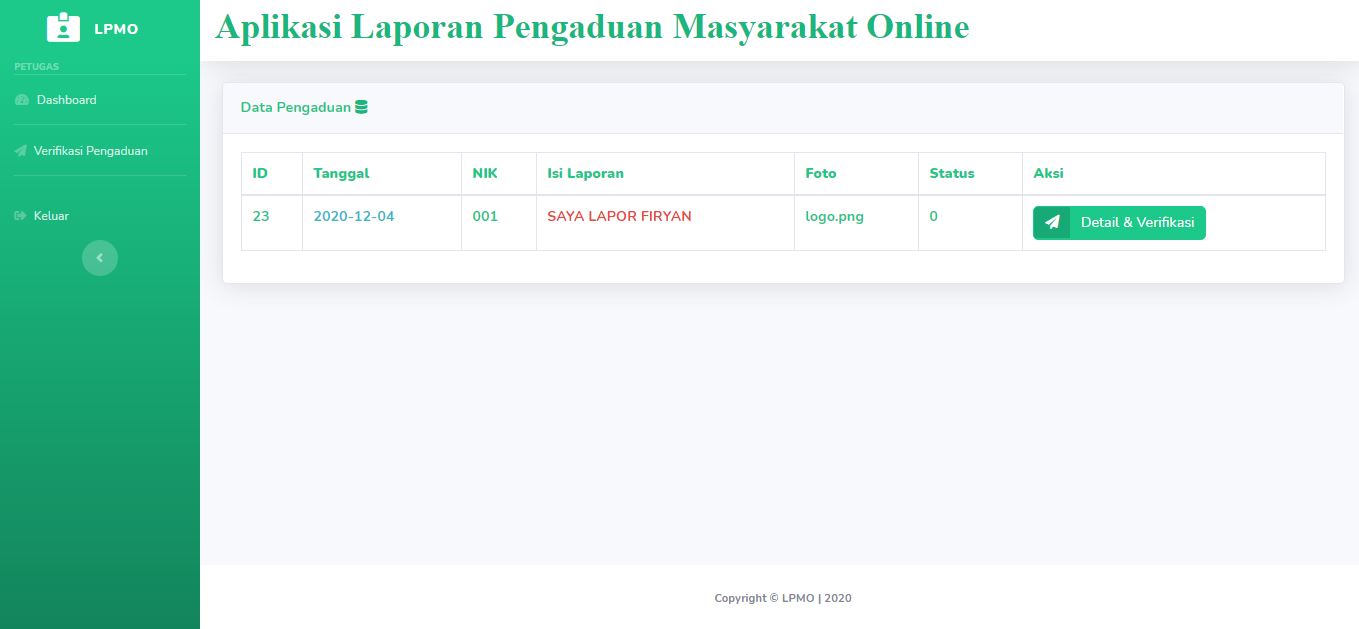 LPMO
PETUGAS
Dashboard
Verifikasi Pengaduan
Keluar
Aplikasi Laporan Pengaduan Masyarakat Online
Data Pengaduan
ID Tanggal NIK Isi Laporan Foto Status Aksi
23 2020-12-04 001 SAYA LAPOR FIRYAN logo.png 0 Detail & Verifikasi
Copyright © LPMO | 2020